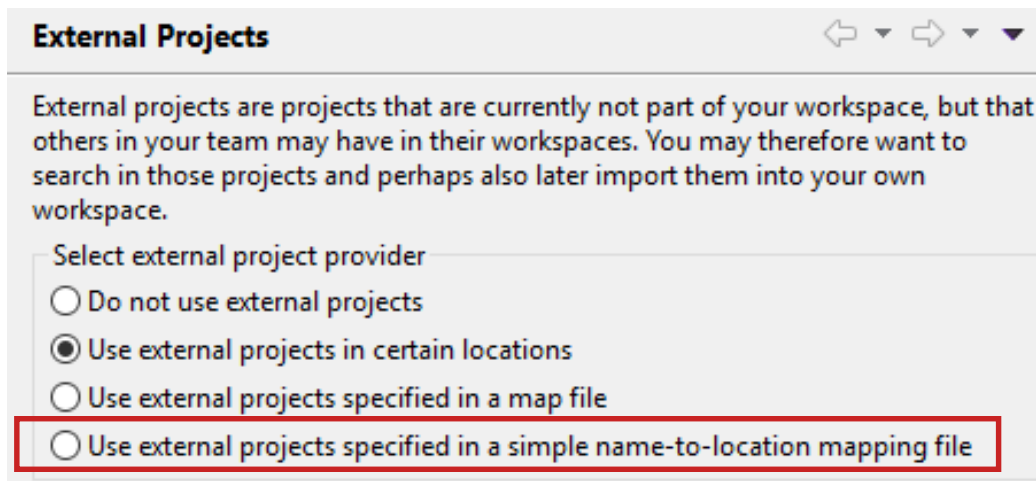 External Projects
External projects are projects that are currently not part of your workspace, but that
others in your team may have in their workspaces. You may therefore want to
search in those projects and perhaps also later import them into your own
workspace.
Select external project provider
Do not use external projects
Use external projects in certain locations
Use external projects specified in a map file
Use external projects specified in a simple name-to-location mapping file